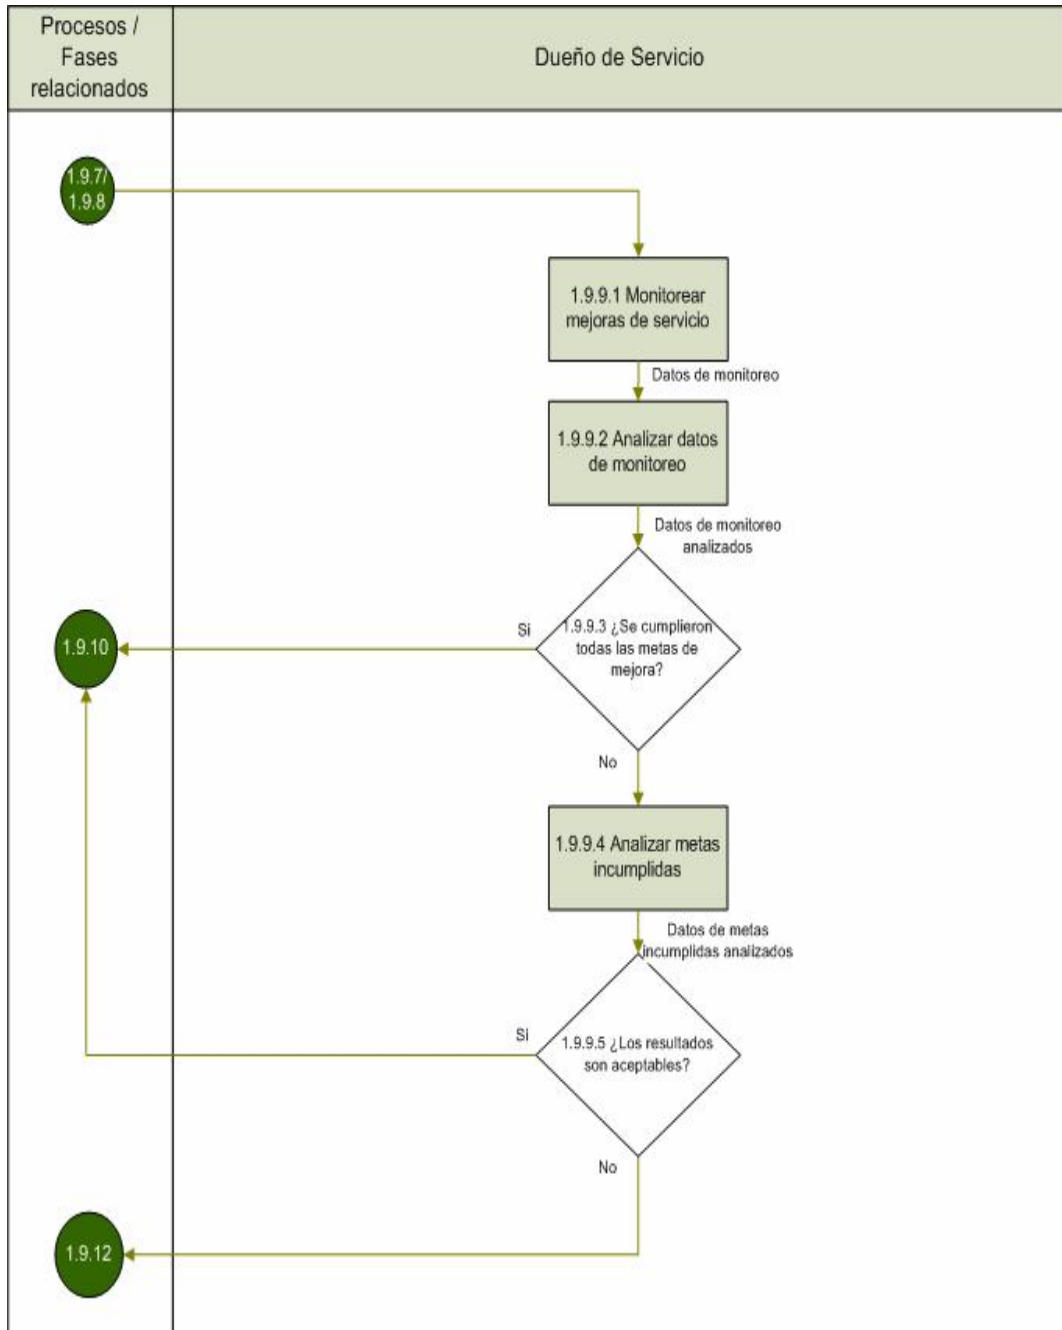 Procesos /
Fases
relacionados
Dueño de Servicio
1.9.7/
1.9.8
1.9.9.1 Monitorear
mejoras de servicio
Datos de monitoreo
1.9.9.2 Analizar datos
de monitoreo
Datos de monitoreo
analizados
1.9.10
Si
1.9.9.3 ¿Se cumplieron
todas las metas de
mejora?
No
1.9.9.4 Analizar metas
incumplidas
Datos de metas
incumplidas analizados
Si
1.9.9.5 ¿Los resultados
son aceptables?
No
1.9.12